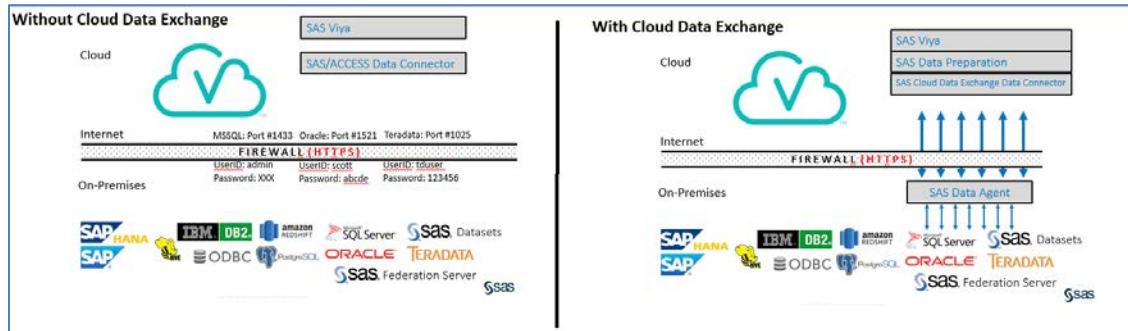 Without Cloud Data Exchange
SAS Viya
Cloud
SAS/ACCESS Data Connector
Internet
MSSQL: Port #1433 Oracle: Port #1521 Teradata: Port #1025
FIREWALL (HTTPS)
UserID: admin UserID: scott UserID: tduser
Password: XXX Password: abcde Password: 123456
On-Premises
SAP HANA
IBM DB2.
amazon REDSHIFT
Microsoft SQL Server
sas Datasets
SAP
HIVE
ODBC
PostgreSQL
ORACLE
TERADATA
sas Federation Server
sas
With Cloud Data Exchange
SAS Viya
Cloud
SAS Data Preparation
SAS Cloud Data Exchange Data Connector
Internet
FIREWALL (HTTPS)
On-Premises
SAS Data Agent
SAP HANA
IBM DB2.
amazon REDSHIFT
Microsoft SQL Server
sas Datasets
SAP
HIVE
ODBC
PostgreSQL
ORACLE
TERADATA
sas Federation Server
sas